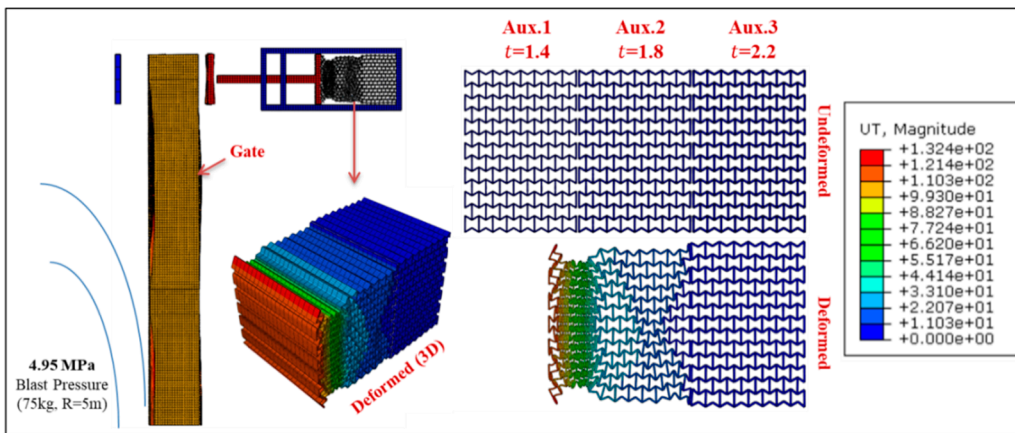 Aux.1 Aux.2 Aux.3
t=1.4 t=1.8 t=2.2
Gate
Undeformed
Deformed
Deformed (3D)
4.95 MPa
Blast Pressure
(75kg, R=5m)
UT, Magnitude
+1.324e+02
+1.214e+02
+1.103e+02
+9.930e+01
+8.827e+01
+7.724e+01
+6.620e+01
+5.517e+01
+4.414e+01
+3.310e+01
+2.207e+01
+1.103e+01
+0.000e+00